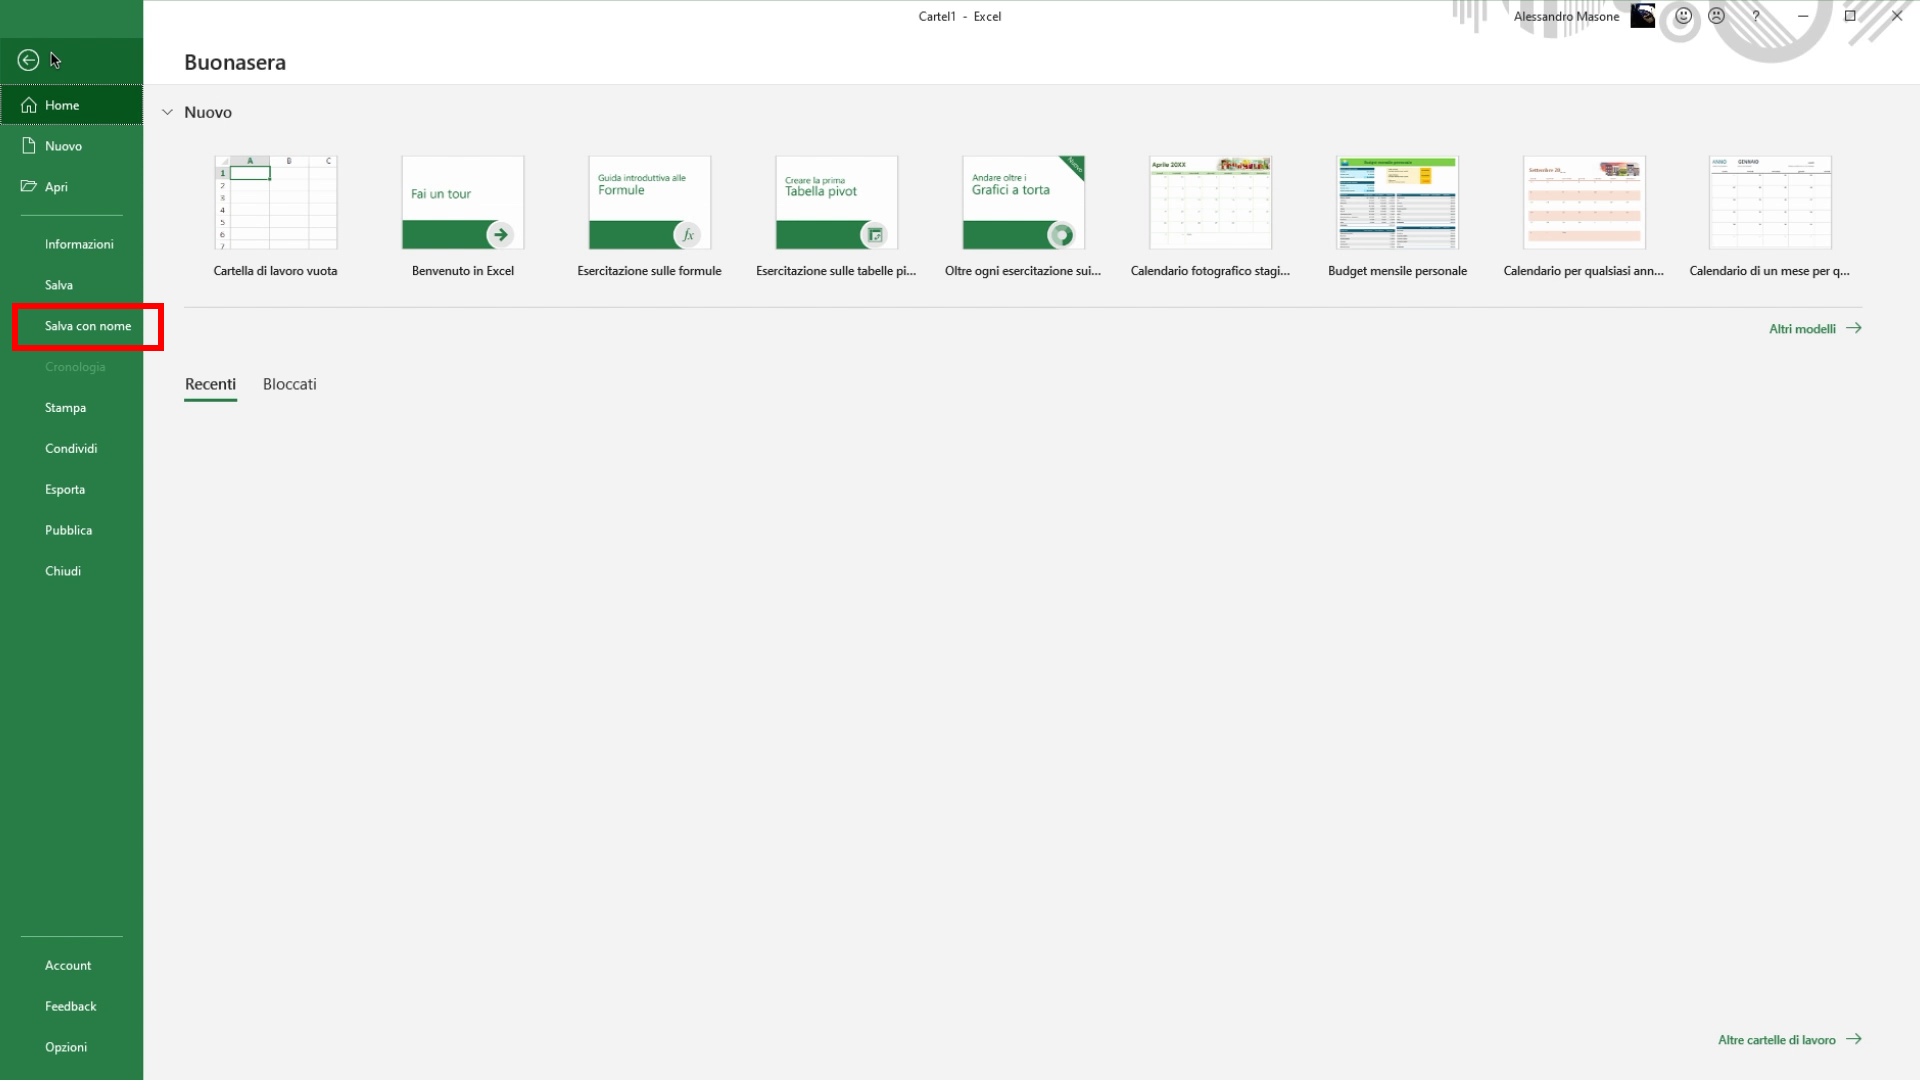 Cartel1 - Excel
Alessandro Masone
?
Buonasera
Home
Nuovo
Apri
Informazioni
Salva
Salva con nome
Cronologia
Stampa
Condividi
Esporta
Pubblica
Chiudi
Account
Feedback
Opzioni
Nuovo
A B C
1
2
3
4
5
6
7
Cartella di lavoro vuota
Fai un tour
Benvenuto in Excel
Guida introduttiva alle
Formule
fx
Esercitazione sulle formule
Creare la prima
Tabella pivot
Esercitazione sulle tabelle pi...
Nuovo
Andare oltre i
Grafici a torta
Oltre ogni esercitazione sui...
Aprile 20XX
Calendario fotografico stagi...
Budget mensile personale
Budget mensile personale
Calendario per qualsiasi ann...
ANNO GENNAIO
Calendario di un mese per q...
Altri modelli
Recenti Bloccati
Altre cartelle di lavoro